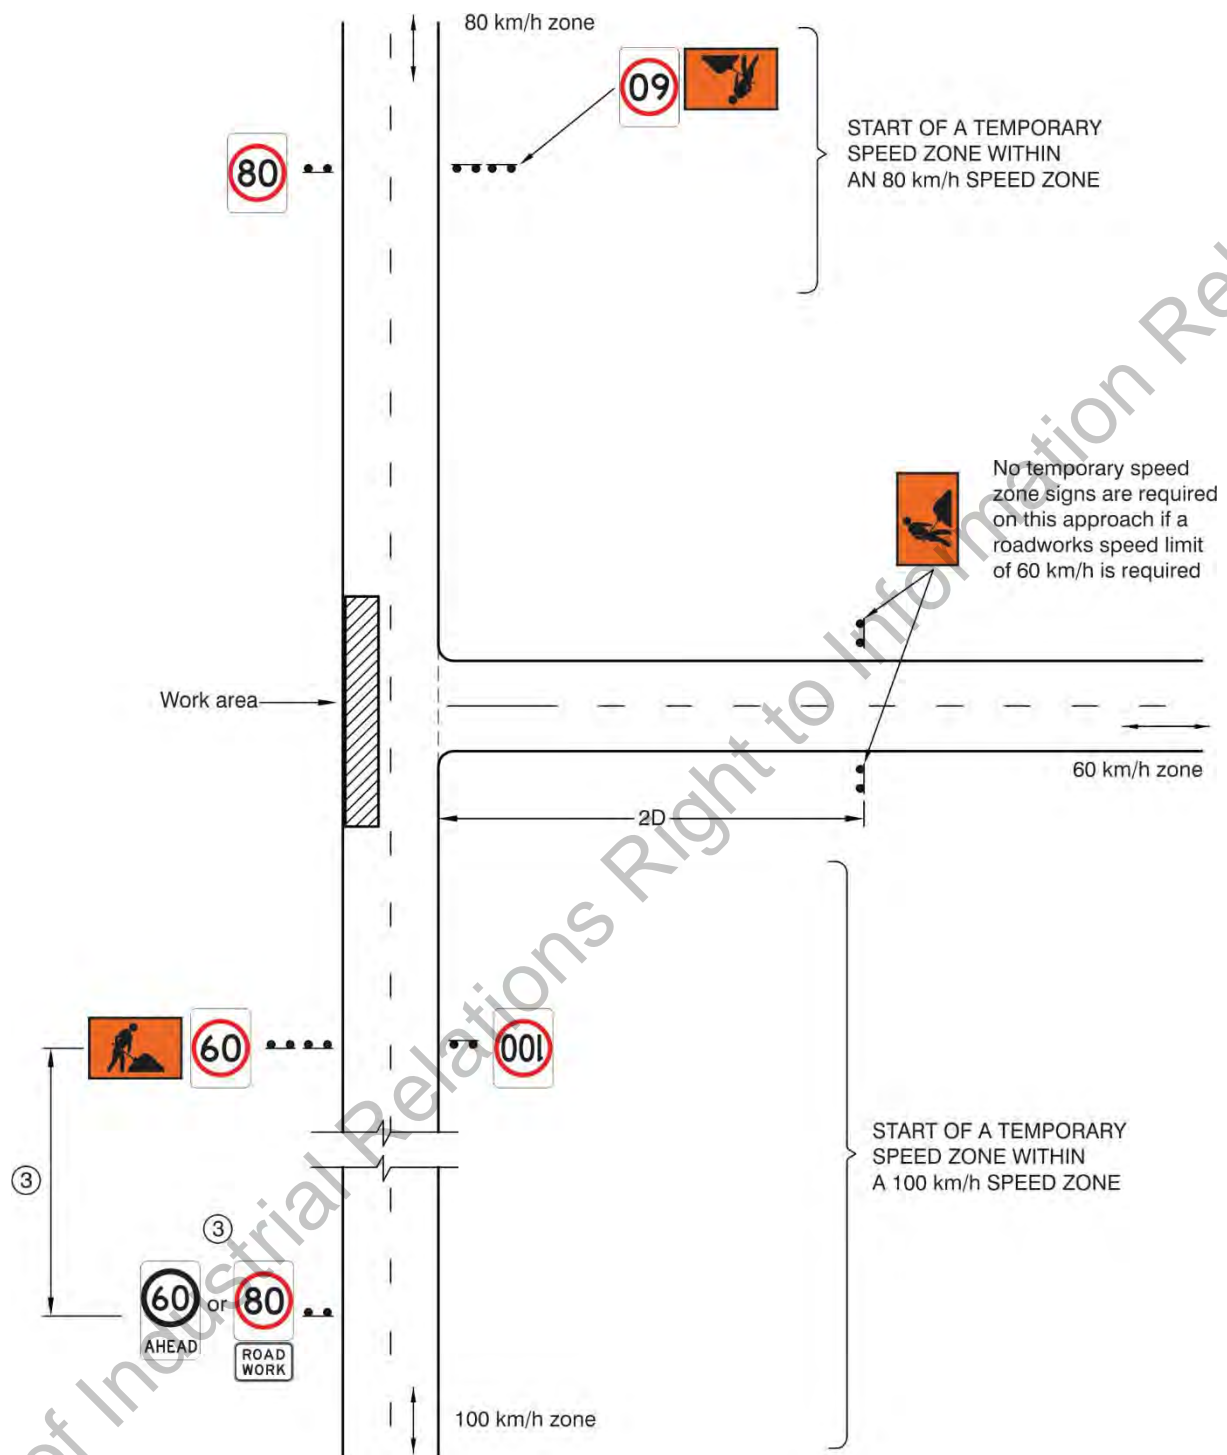 80 km/h zone
60
80
START OF A TEMPORARY
SPEED ZONE WITHIN
AN 80 km/h SPEED ZONE
No temporary speed
zone signs are required
on this approach if a
roadworks speed limit
of 60 km/h is required
Work area
60 km/h zone
2D
60
100
START OF A TEMPORARY
SPEED ZONE WITHIN
A 100 km/h SPEED ZONE
3
3
60 or 80
AHEAD
ROAD
WORK
100 km/h zone
of Industrial Relations Right to Information Rel